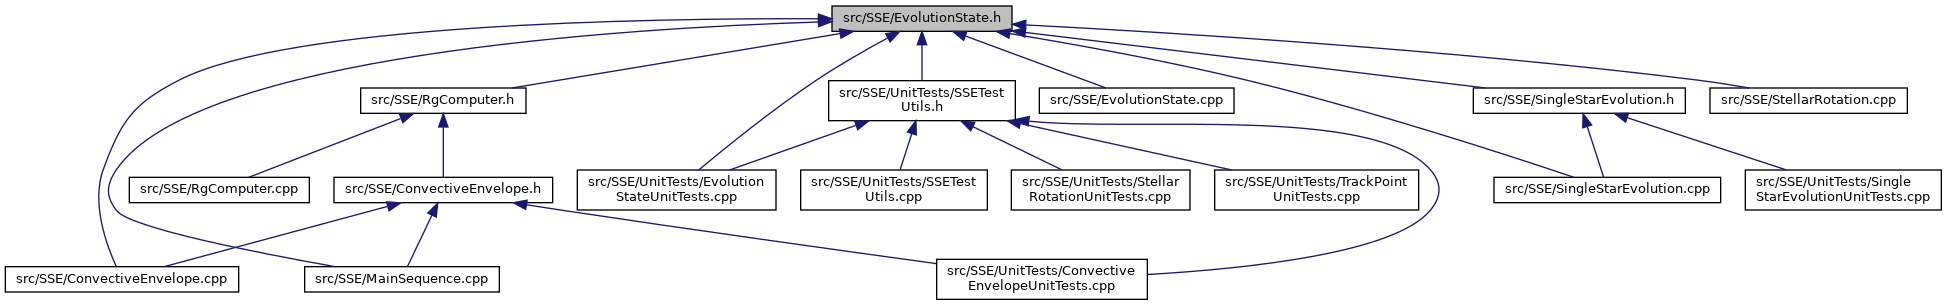 src/SSE/EvolutionState.h
src/SSE/RgComputer.h
src/SSE/UnitTests/SSETest
Utils.h
src/SSE/EvolutionState.cpp
src/SSE/SingleStarEvolution.h
src/SSE/StellarRotation.cpp
src/SSE/RgComputer.cpp
src/SSE/ConvectiveEnvelope.h
src/SSE/UnitTests/Evolution
StateUnitTests.cpp
src/SSE/UnitTests/SSETest
Utils.cpp
src/SSE/UnitTests/Stellar
RotationUnitTests.cpp
src/SSE/UnitTests/TrackPoint
UnitTests.cpp
src/SSE/SingleStarEvolution.cpp
src/SSE/UnitTests/Single
StarEvolutionUnitTests.cpp
src/SSE/ConvectiveEnvelope.cpp
src/SSE/MainSequence.cpp
src/SSE/UnitTests/Convective
EnvelopeUnitTests.cpp